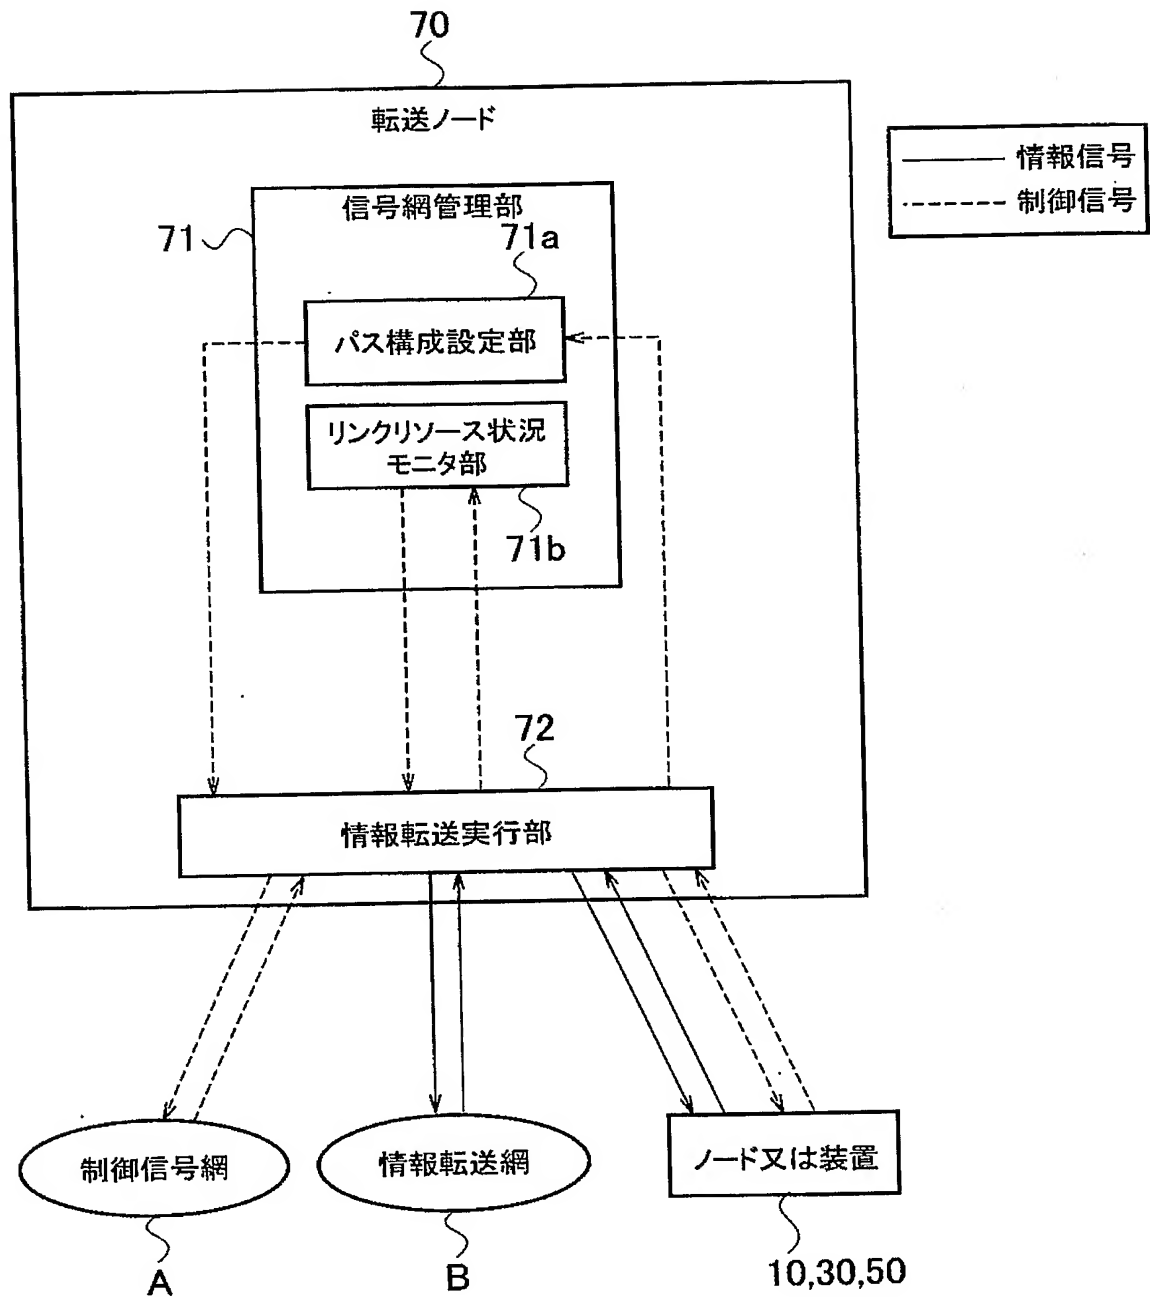 70
転送ノード
情報信号
制御信号
信号網管理部
71
71a
パス構成設定部
リンクリソース状況
モニタ部
71b
72
情報転送実行部
制御信号網
情報転送網
ノード又は装置
A
B
10,30,50